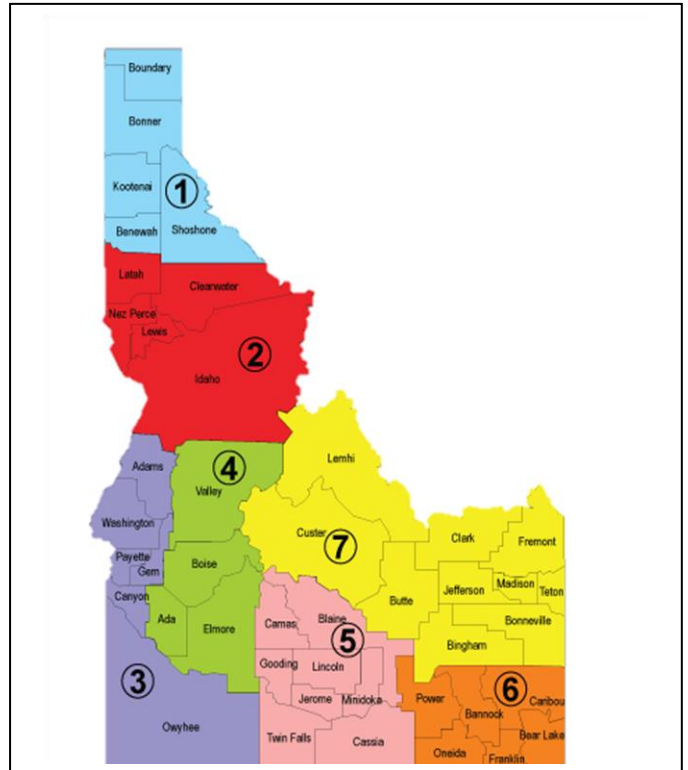 Boundary
Bonner
Kootenai
1
Benewah
Shoshone
Latah
Clearwater
Nez Perce
Lewis
2
Idaho
Adams
4
Valley
Lemhi
Washington
Custer
7
Clark
Fremont
Payette
Gem
Boise
Canyon
Butte
Jefferson
Madison
Teton
Ada
Elmore
Camas
Blaine
5
Bonneville
Bingham
Gooding
Lincoln
3
6
Jerome
Minidoka
Power
Caribou
Bannock
Owyhee
Twin Falls
Cassia
Bear Lake
Oneida
Franklin